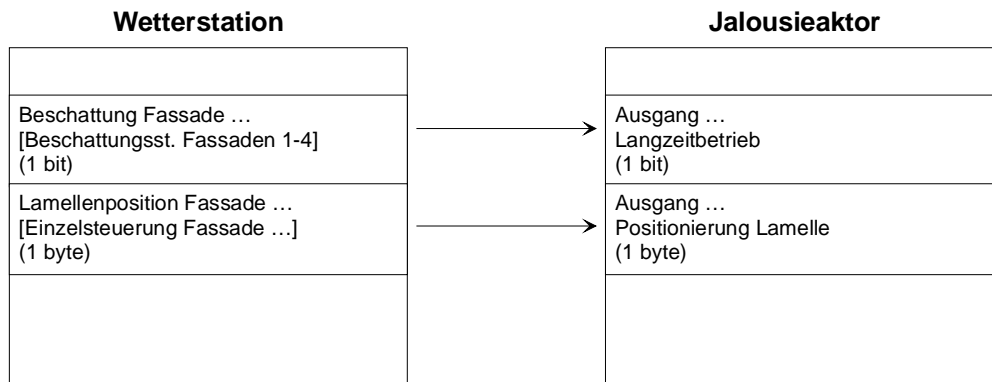 Wetterstation
Jalousieaktor
Beschattung Fassade …
[Beschattungsst. Fassaden 1-4]
(1 bit)
Ausgang …
Langzeitbetrieb
(1 bit)
Lamellenposition Fassade …
[Einzelsteuerung Fassade …]
(1 byte)
Ausgang …
Positionierung Lamelle
(1 byte)